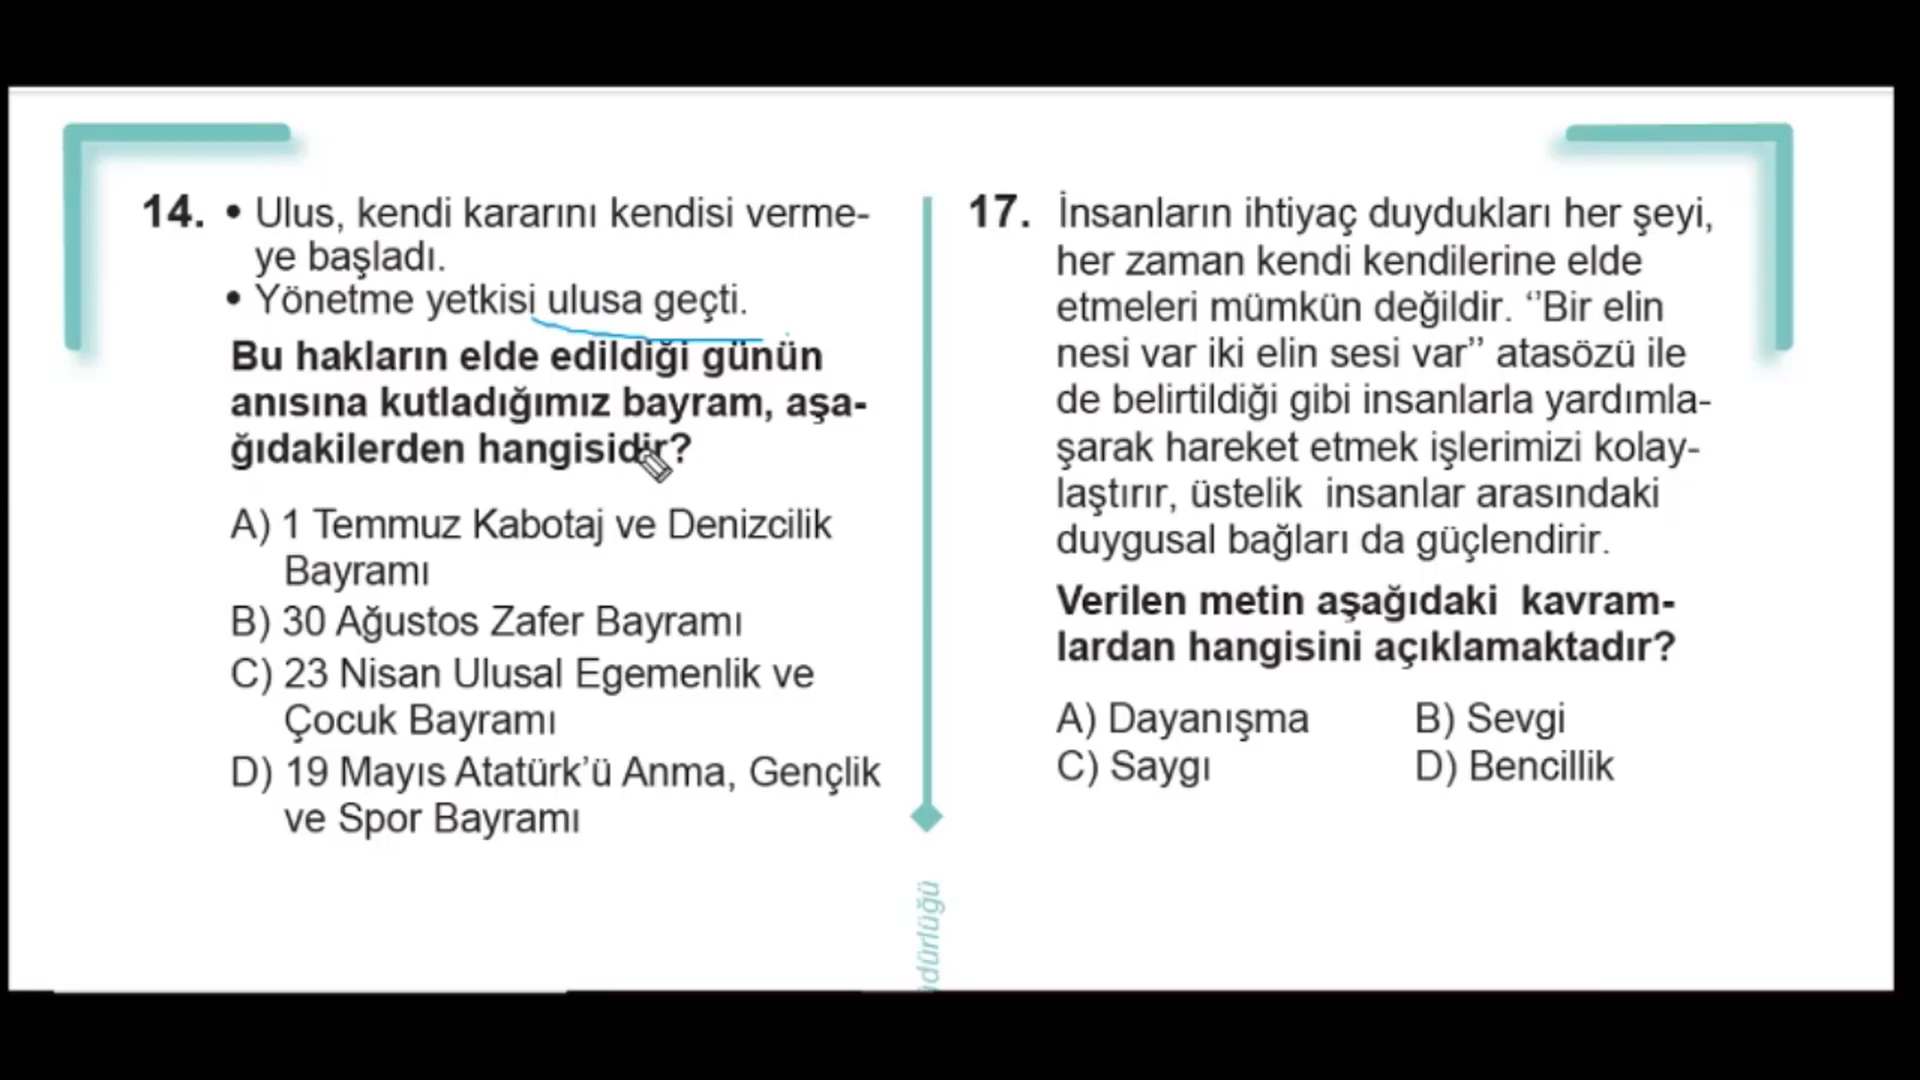 14. • Ulus, kendi kararını kendisi verme-
ye başladı.
• Yönetme yetkisi ulusa geçti.
Bu hakların elde edildiği günün
anısına kutladığımız bayram, aşa-
ğıdakilerden hangisidir?
A) 1 Temmuz Kabotaj ve Denizcilik
Bayramı
B) 30 Ağustos Zafer Bayramı
C) 23 Nisan Ulusal Egemenlik ve
Çocuk Bayramı
D) 19 Mayıs Atatürk’ü Anma, Gençlik
ve Spor Bayramı
17. İnsanların ihtiyaç duydukları her şeyi,
her zaman kendi kendilerine elde
etmeleri mümkün değildir. ‘’Bir elin
nesi var iki elin sesi var’’ atasözü ile
de belirtildiği gibi insanlarla yardımla-
şarak hareket etmek işlerimizi kolay-
laştırır, üstelik insanlar arasındaki
duygusal bağları da güçlendirir.
Verilen metin aşağıdaki kavram-
lardan hangisini açıklamaktadır?
A) Dayanışma B) Sevgi
C) Saygı D) Bencillik